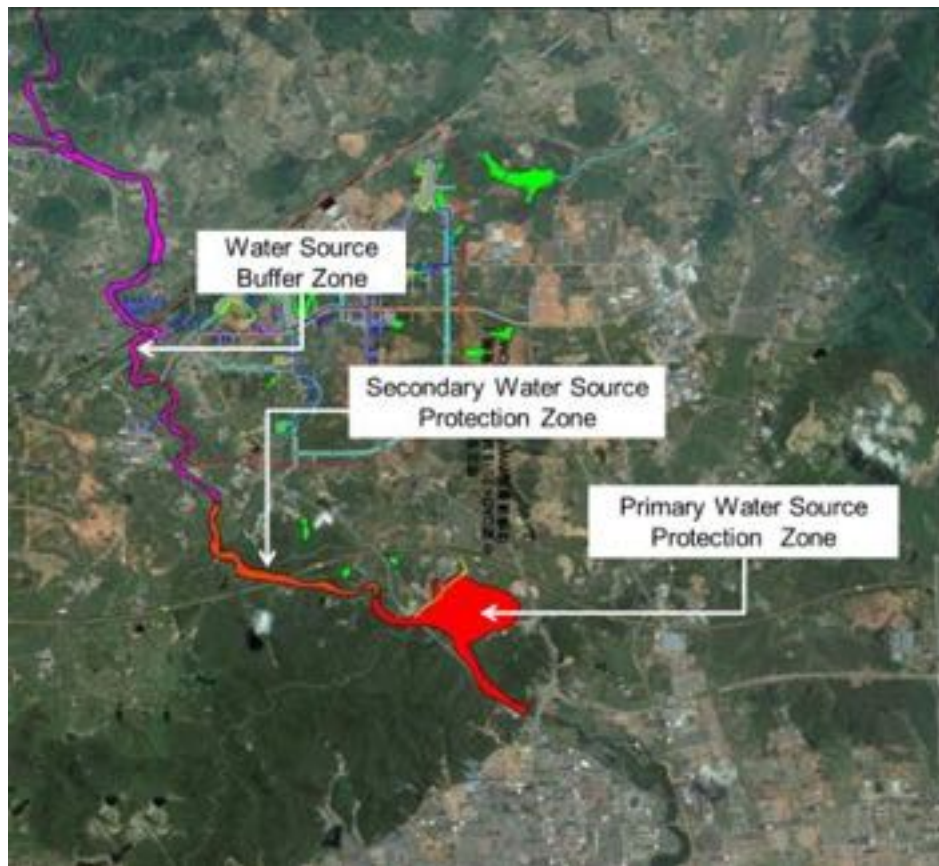 Water Source
Buffer Zone
Secondary Water Source
Protection Zone
Primary Water Source
Protection Zone